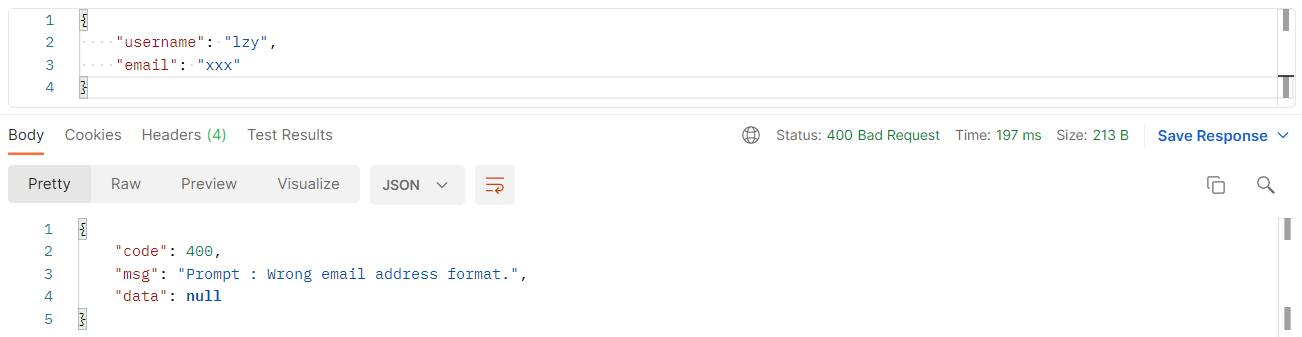 1 {
2 "username": "lzy",
3 "email": "xxx"
4 }
Body Cookies Headers (4) Test Results Status: 400 Bad Request Time: 197 ms Size: 213 B Save Response
Pretty Raw Preview Visualize JSON
1 {
2 "code": 400,
3 "msg": "Prompt : Wrong email address format.",
4 "data": null
5 }